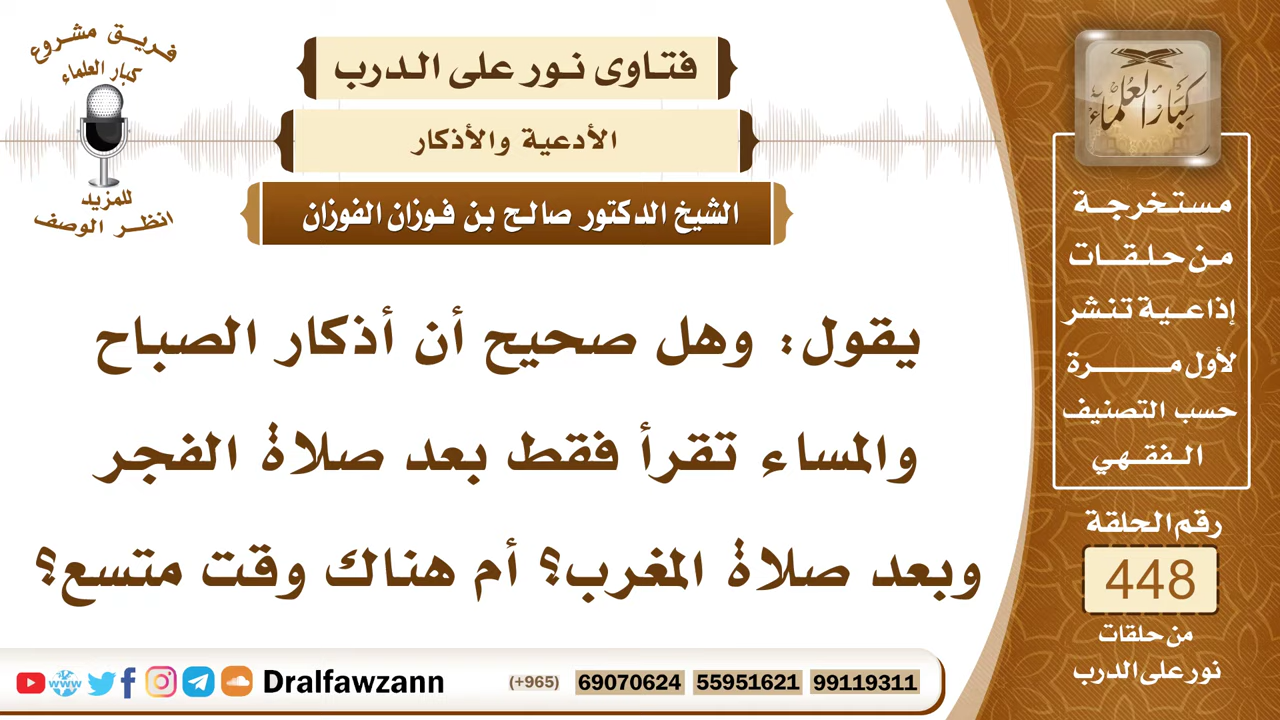 فريق مشروع
كبار العلماء
للمزيد
انظر الوصف
فتاوى نور على الدرب
الأدعية والأذكار
الشيخ الدكتور صالح بن فوزان الفوزان
يقول: وهل صحيح أن أذكار الصباح
والمساء تقرأ فقط بعد صلاة الفجر
وبعد صلاة المغرب؟ أم هناك وقت متسع؟
كبار العلماء
مستخرجة
من حلقات
إذاعية تنشر
لأول مرة
حسب التصنيف
الفقهي
رقم الحلقة
448
من حلقات
نور على الدرب
www
Dralfawzann
(+965) 69070624 55951621 99119311